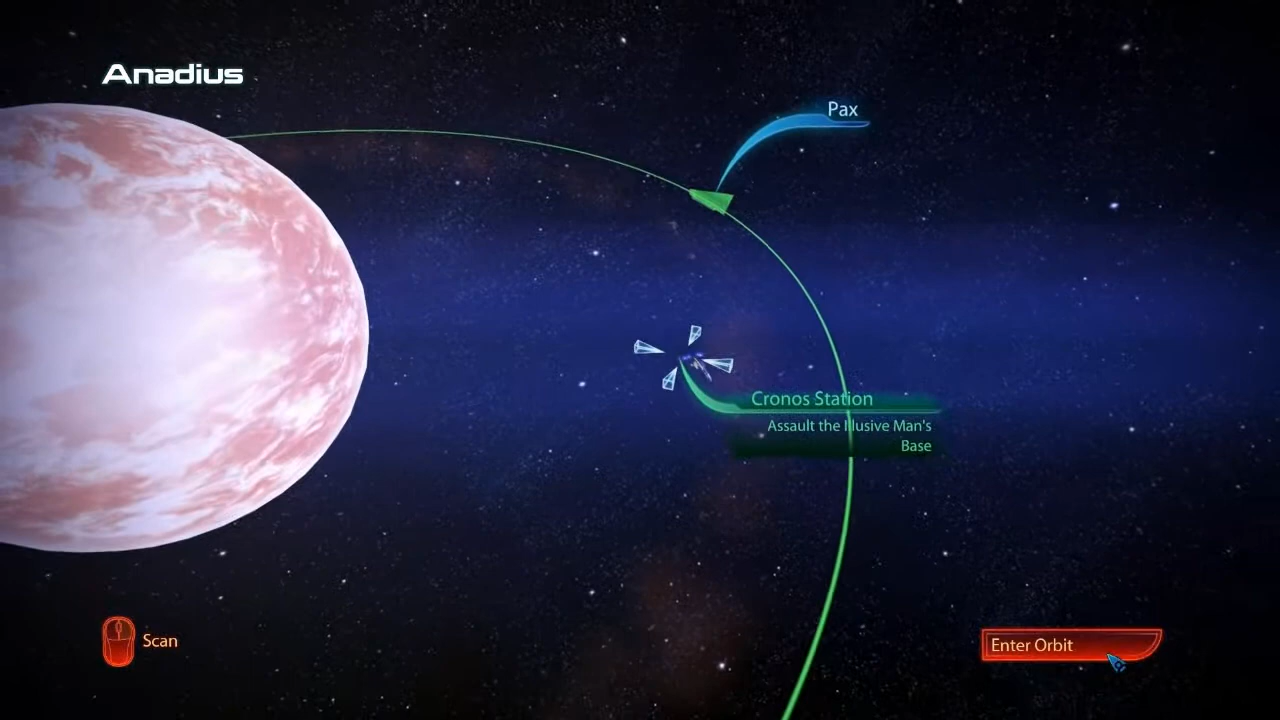 Anadius
Pax
Cronos Station
Assault the Illusive Man's
Base
Scan
Enter Orbit